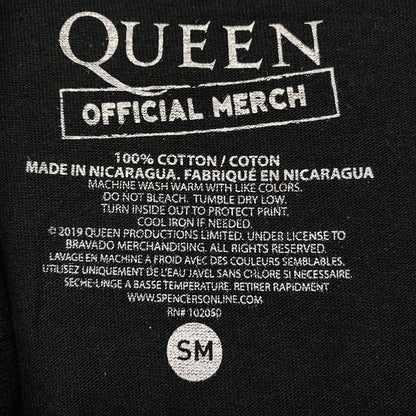 QUEEN
OFFICIAL MERCH
100% COTTON / COTON
MADE IN NICARAGUA. FABRIQUÉ EN NICARAGUA
MACHINE WASH WARM WITH LIKE COLORS.
DO NOT BLEACH. TUMBLE DRY LOW.
TURN INSIDE OUT TO PROTECT PRINT.
COOL IRON IF NEEDED.
© 2019 QUEEN PRODUCTIONS LIMITED. UNDER LICENSE TO
BRAVADO MERCHANDISING. ALL RIGHTS RESERVED.
LAVAGE EN MACHINE A FROID AVEC DES COULEURS SEMBLABLES.
UTILISEZ UNIQUEMENT DE L'EAU JAVEL SANS CHLORE SI NECESSAIRE.
SECHE-LINGE A BASSE TEMPERATURE. RETIRER RAPIDMENT
WWW.SPENCERSONLINE.COM
RN# 102050
SM